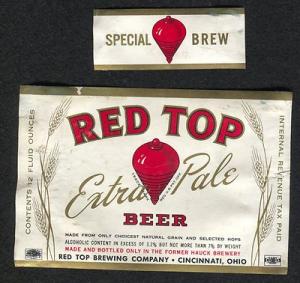 SPECIAL BREW
RED TOP
Extra Pale
BEER
MADE FROM ONLY CHOICEST NATURAL GRAIN AND SELECTED HOPS
ALCOHOLIC CONTENT IN EXCESS OF 3.2% BUT NOT MORE THAN 7% BY WEIGHT
MADE AND BOTTLED ONLY IN THE FORMER HAUCK BREWERY
RED TOP BREWING COMPANY • CINCINNATI, OHIO
CONTENTS 12 FLUID OUNCES
INTERNAL REVENUE TAX PAID